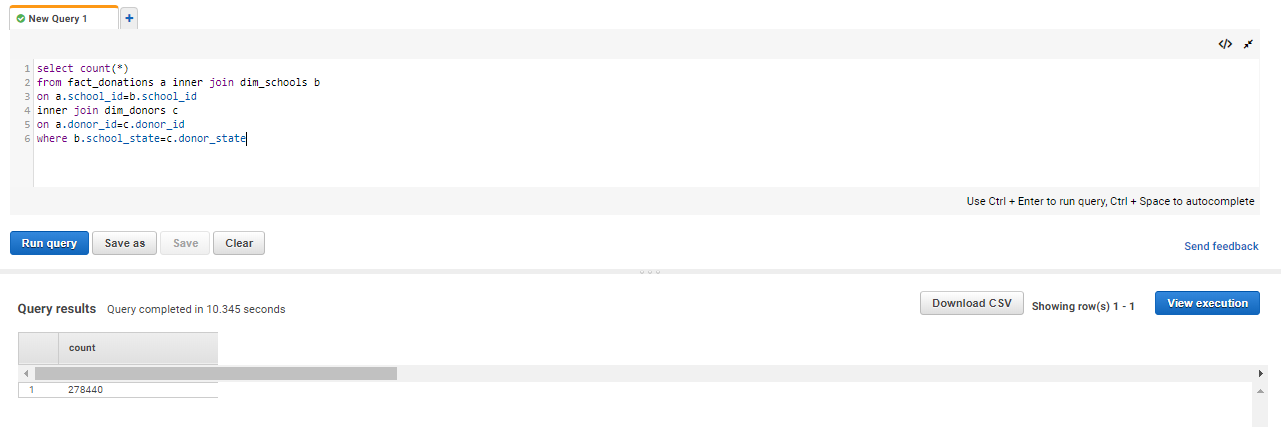 New Query 1
+
</>
1 select count(*)
2 from fact_donations a inner join dim_schools b
3 on a.school_id=b.school_id
4 inner join dim_donors c
5 on a.donor_id=c.donor_id
6 where b.school_state=c.donor_state
Use Ctrl + Enter to run query, Ctrl + Space to autocomplete
Run query Save as Save Clear Send feedback
Query results Query completed in 10.345 seconds Download CSV Showing row(s) 1 - 1 View execution
count
1 278440